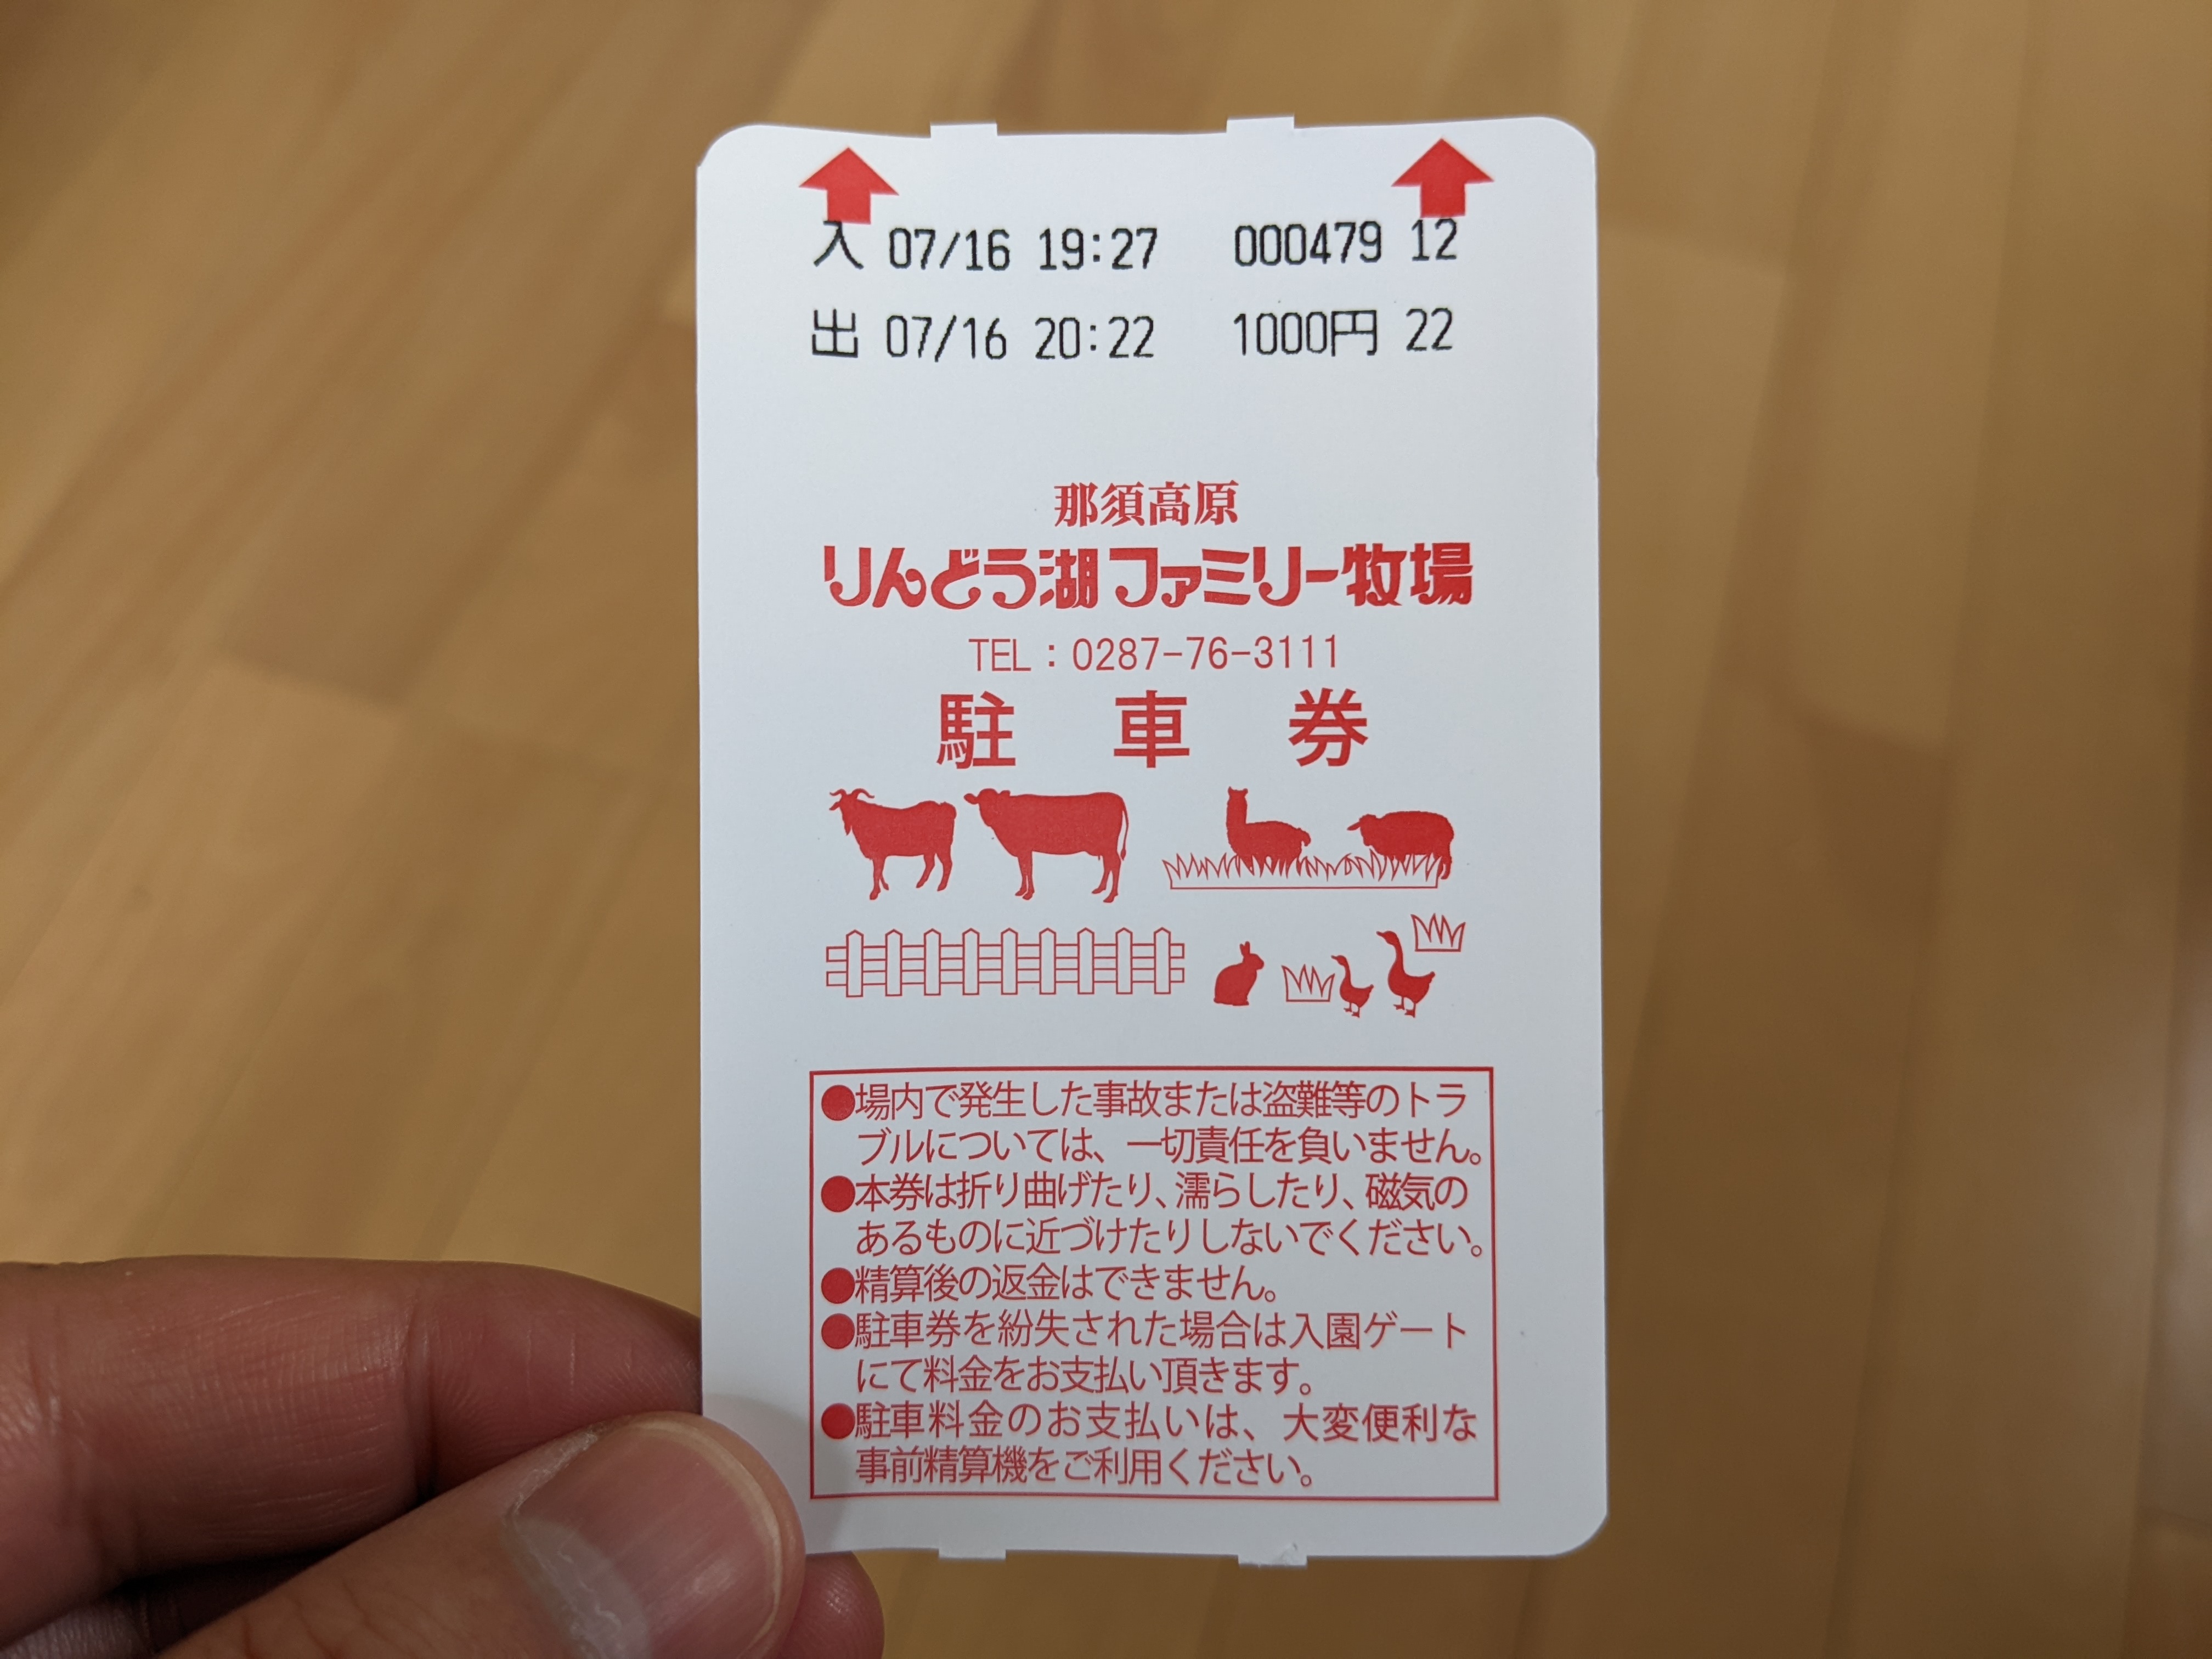 入 07/16 19:27 000479 12
出 07/16 20:22 1000円 22
那須高原
りんどう湖ファミリー牧場
TEL：0287-76-3111
駐車券
●場内で発生した事故または盗難等のトラ
ブルについては、一切責任を負いません。
●本券は折り曲げたり、濡らしたり、磁気の
あるものに近づけたりしないでください。
●精算後の返金はできません。
●駐車券を紛失された場合は入園ゲート
にて料金をお支払い頂きます。
●駐車料金のお支払いは、大変便利な
事前精算機をご利用ください。